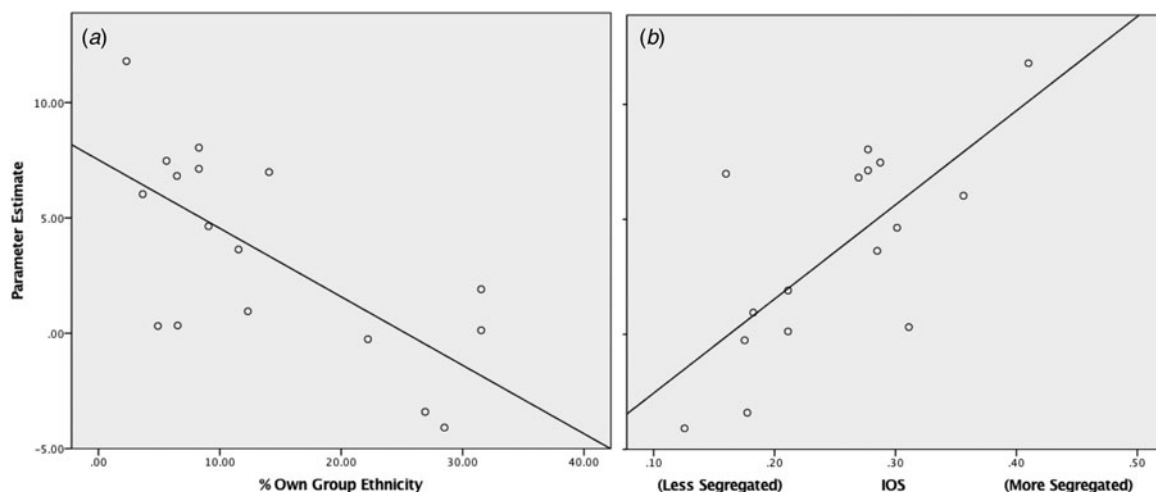 (a)
(b)
Parameter Estimate
10.00
5.00
.00
−5.00
.00 10.00 20.00 30.00 40.00
% Own Group Ethnicity
.10 .20 .30 .40 .50
(Less Segregated) IOS (More Segregated)